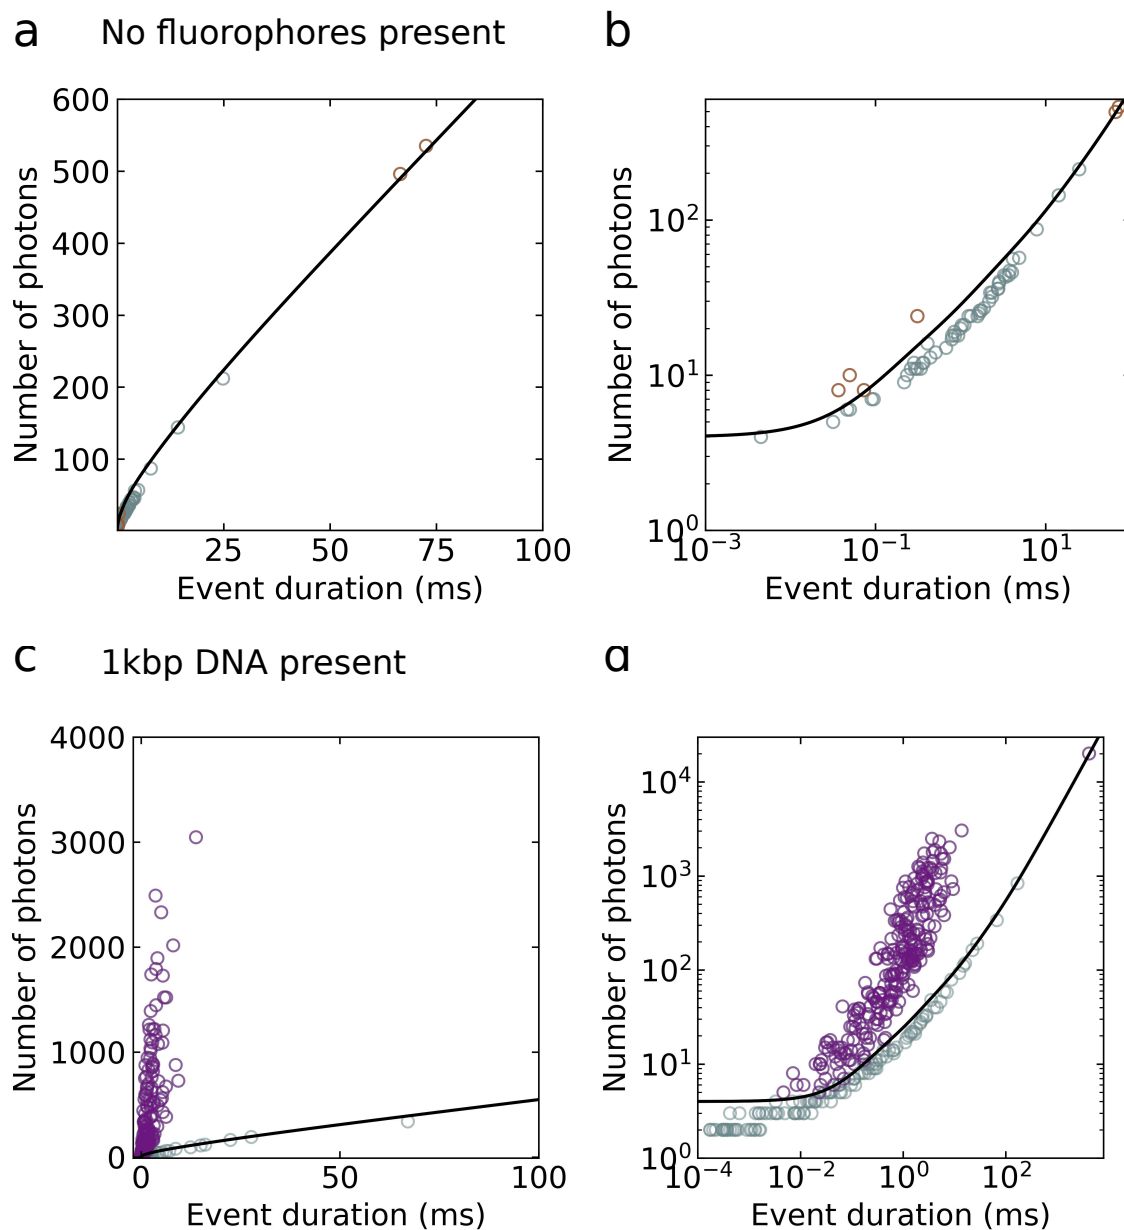 a No fluorophores present
b
600
500
400
300
200
100
Number of photons
25 50 75 100
Event duration (ms)
10²
10¹
10⁰
Number of photons
10⁻³ 10⁻¹ 10¹
Event duration (ms)
c 1kbp DNA present
d
4000
3000
2000
1000
0
Number of photons
0 50 100
Event duration (ms)
10⁴
10³
10²
10¹
10⁰
Number of photons
10⁻⁴ 10⁻² 10⁰ 10²
Event duration (ms)